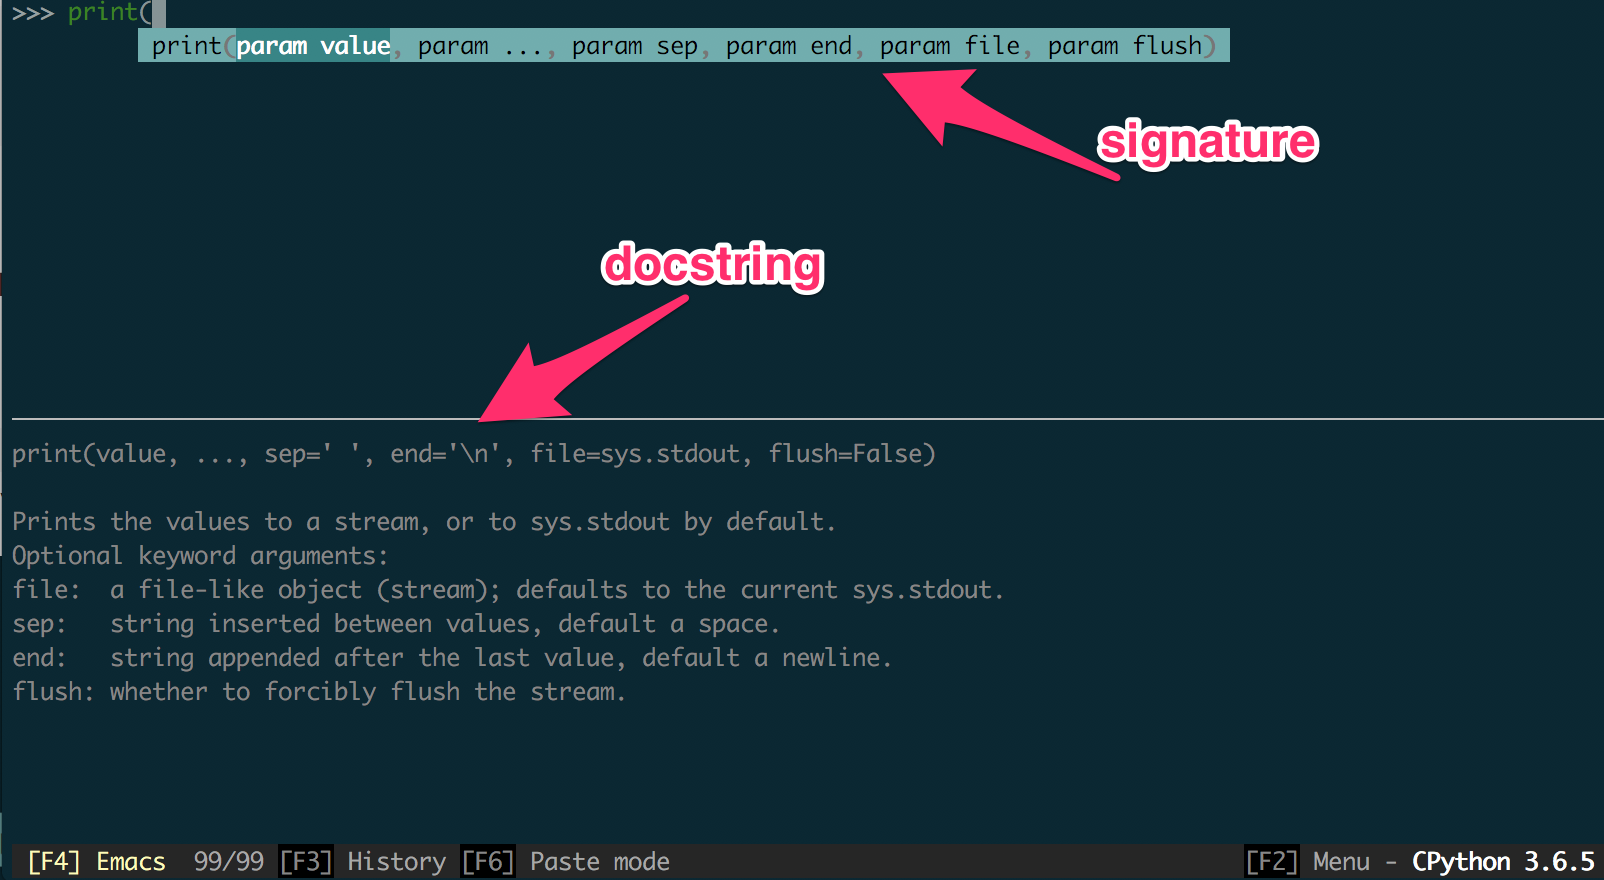 >>> print(
print(param value, param ..., param sep, param end, param file, param flush)
signature
docstring
print(value, ..., sep=' ', end='\n', file=sys.stdout, flush=False)
Prints the values to a stream, or to sys.stdout by default.
Optional keyword arguments:
file:  a file-like object (stream); defaults to the current sys.stdout.
sep:   string inserted between values, default a space.
end:   string appended after the last value, default a newline.
flush: whether to forcibly flush the stream.
[F4] Emacs  99/99 [F3] History [F6] Paste mode [F2] Menu - CPython 3.6.5